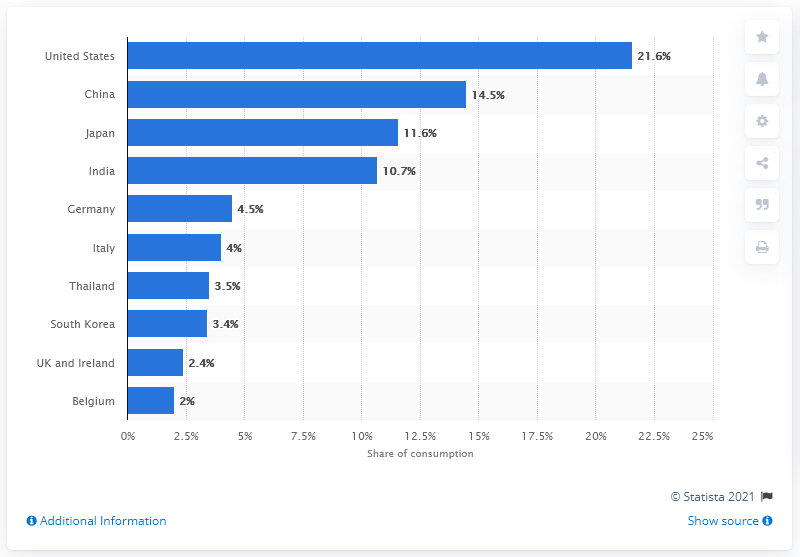 United States 21.6%
China 14.5%
Japan 11.6%
India 10.7%
Germany 4.5%
Italy 4%
Thailand 3.5%
South Korea 3.4%
UK and Ireland 2.4%
Belgium 2%
0% 2.5% 5% 7.5% 10% 12.5% 15% 17.5% 20% 22.5% 25%
Share of consumption
© Statista 2021
Additional Information Show source